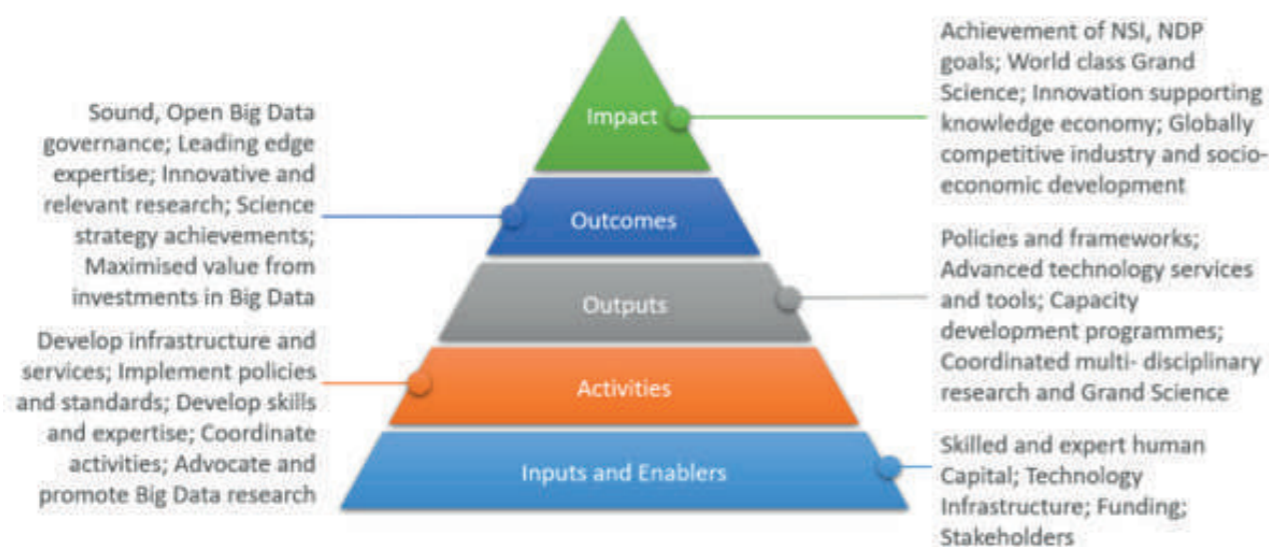 Impact
Achievement of NSI, NDP
goals; World class Grand
Science; Innovation supporting
knowledge economy; Globally
competitive industry and socio-
economic development
Sound, Open Big Data
governance; Leading edge
expertise; Innovative and
relevant research; Science
strategy achievements;
Maximised value from
investments in Big Data
Outcomes
Outputs
Policies and frameworks;
Advanced technology services
and tools; Capacity
development programmes;
Coordinated multi- disciplinary
research and Grand Science
Develop infrastructure and
services; Implement policies
and standards; Develop skills
and expertise; Coordinate
activities; Advocate and
promote Big Data research
Activities
Inputs and Enablers
Skilled and expert human
Capital; Technology
Infrastructure; Funding;
Stakeholders